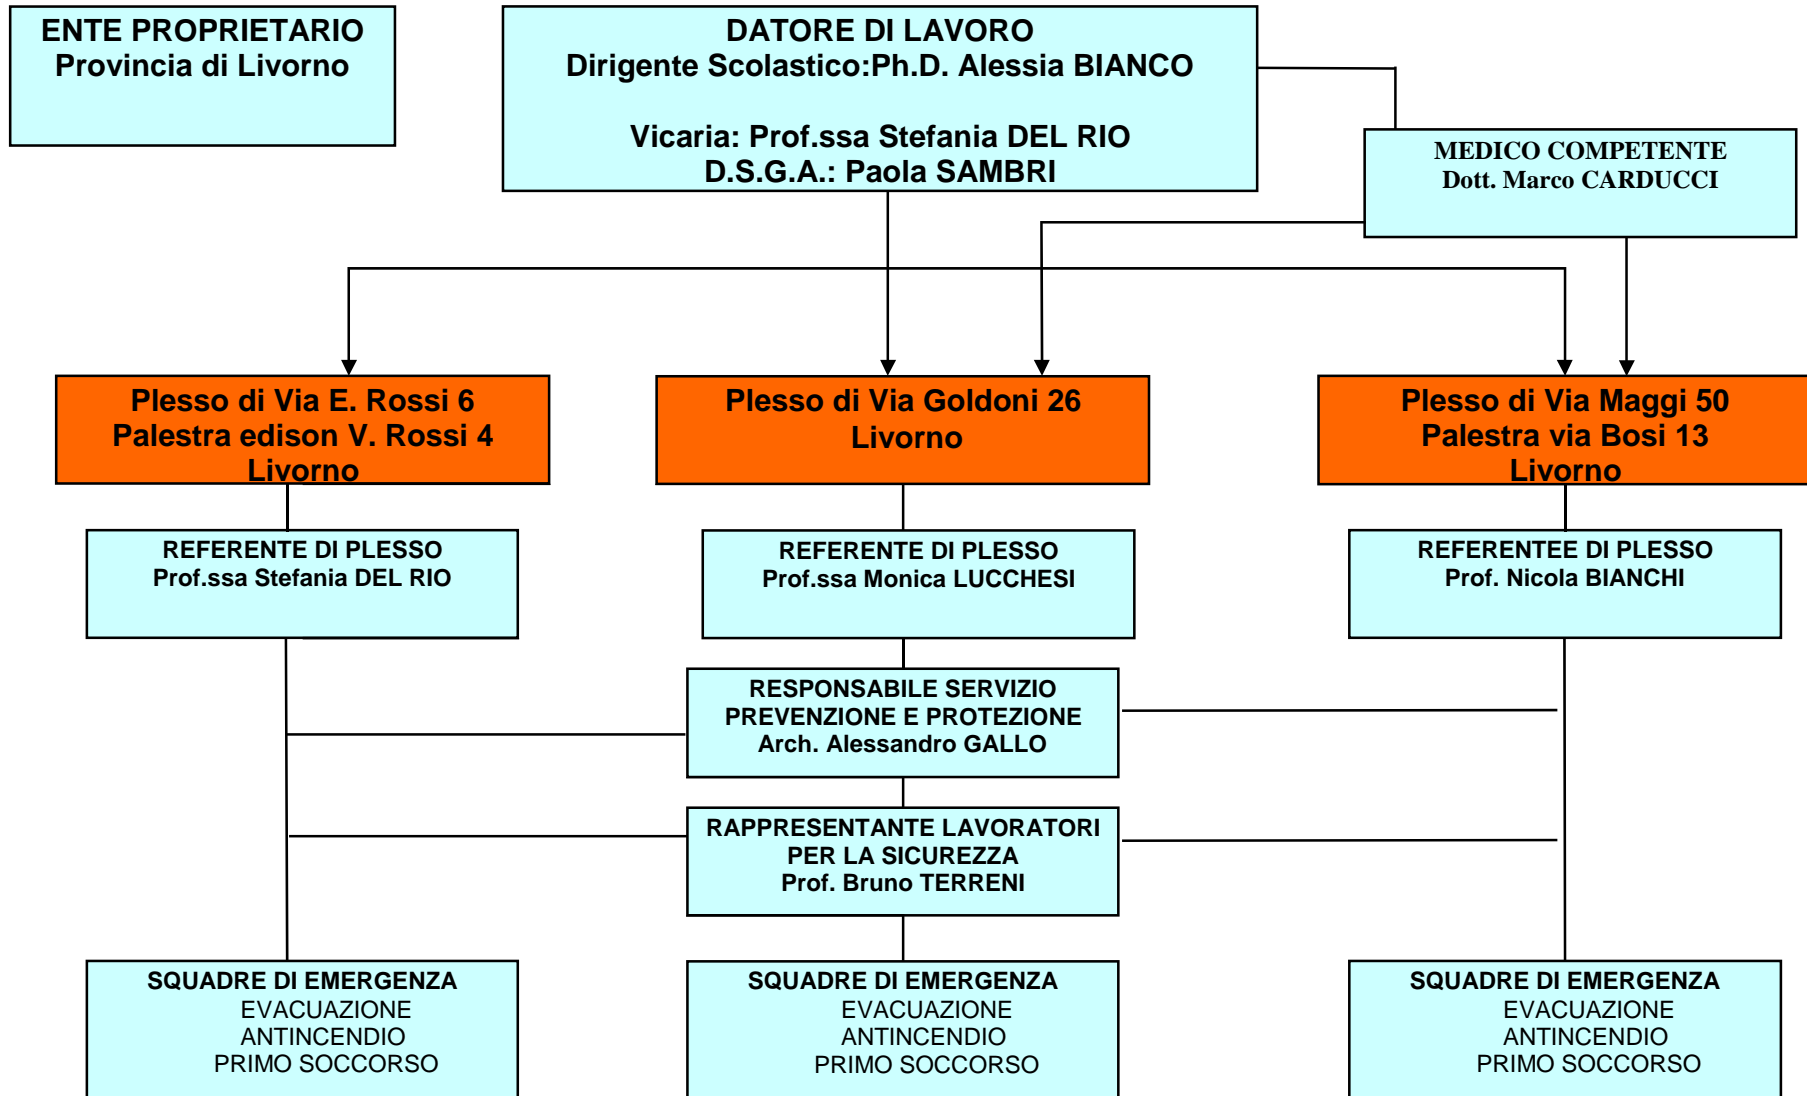 ENTE PROPRIETARIO
Provincia di Livorno
DATORE DI LAVORO
Dirigente Scolastico:Ph.D. Alessia BIANCO
Vicaria: Prof.ssa Stefania DEL RIO
D.S.G.A.: Paola SAMBRI
MEDICO COMPETENTE
Dott. Marco CARDUCCI
Plesso di Via E. Rossi 6
Palestra edison V. Rossi 4
Livorno
Plesso di Via Goldoni 26
Livorno
Plesso di Via Maggi 50
Palestra via Bosi 13
Livorno
REFERENTE DI PLESSO
Prof.ssa Stefania DEL RIO
REFERENTE DI PLESSO
Prof.ssa Monica LUCCHESI
REFERENTEE DI PLESSO
Prof. Nicola BIANCHI
RESPONSABILE SERVIZIO
PREVENZIONE E PROTEZIONE
Arch. Alessandro GALLO
RAPPRESENTANTE LAVORATORI
PER LA SICUREZZA
Prof. Bruno TERRENI
SQUADRE DI EMERGENZA
EVACUAZIONE
ANTINCENDIO
PRIMO SOCCORSO
SQUADRE DI EMERGENZA
EVACUAZIONE
ANTINCENDIO
PRIMO SOCCORSO
SQUADRE DI EMERGENZA
EVACUAZIONE
ANTINCENDIO
PRIMO SOCCORSO